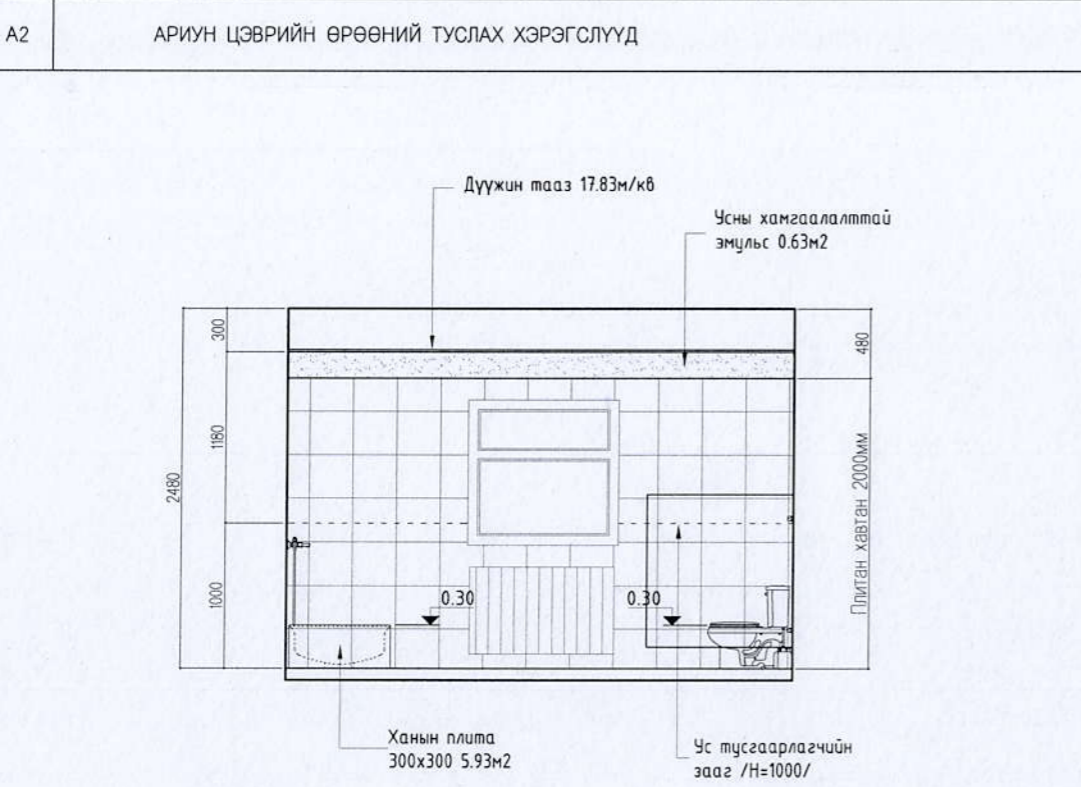 A2
АРИУН ЦЭВРИЙН ӨРӨӨНИЙ ТУСЛАХ ХЭРЭГСЛҮҮД
Дүүжин тааз 17.83м/кв
Усны хамгаалалттай
эмульс 0.63м2
300
480
1180
2480
Плитан хавтан 2000мм
1000
0.30
0.30
Ханын плита
300x300 5.93м2
Ус тусгаарлагчийн
зааг /H=1000/